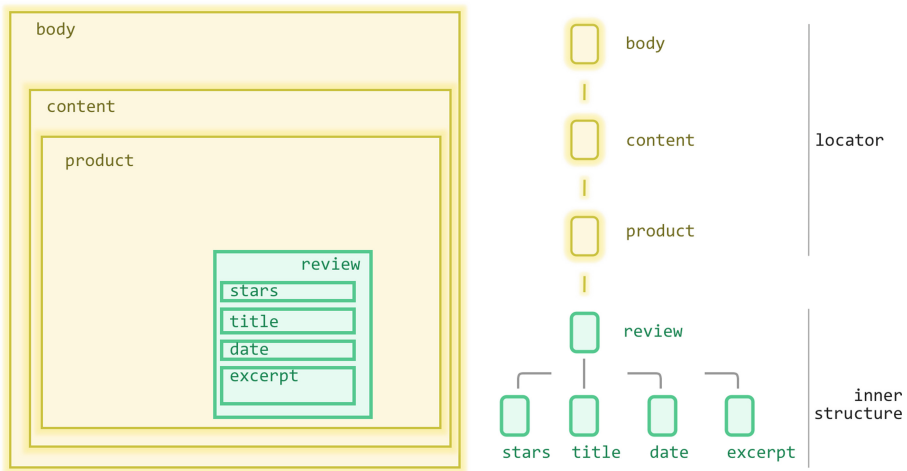 body
content
product
review
stars
title
date
excerpt
body
content
locator
product
review
inner
structure
stars title date excerpt